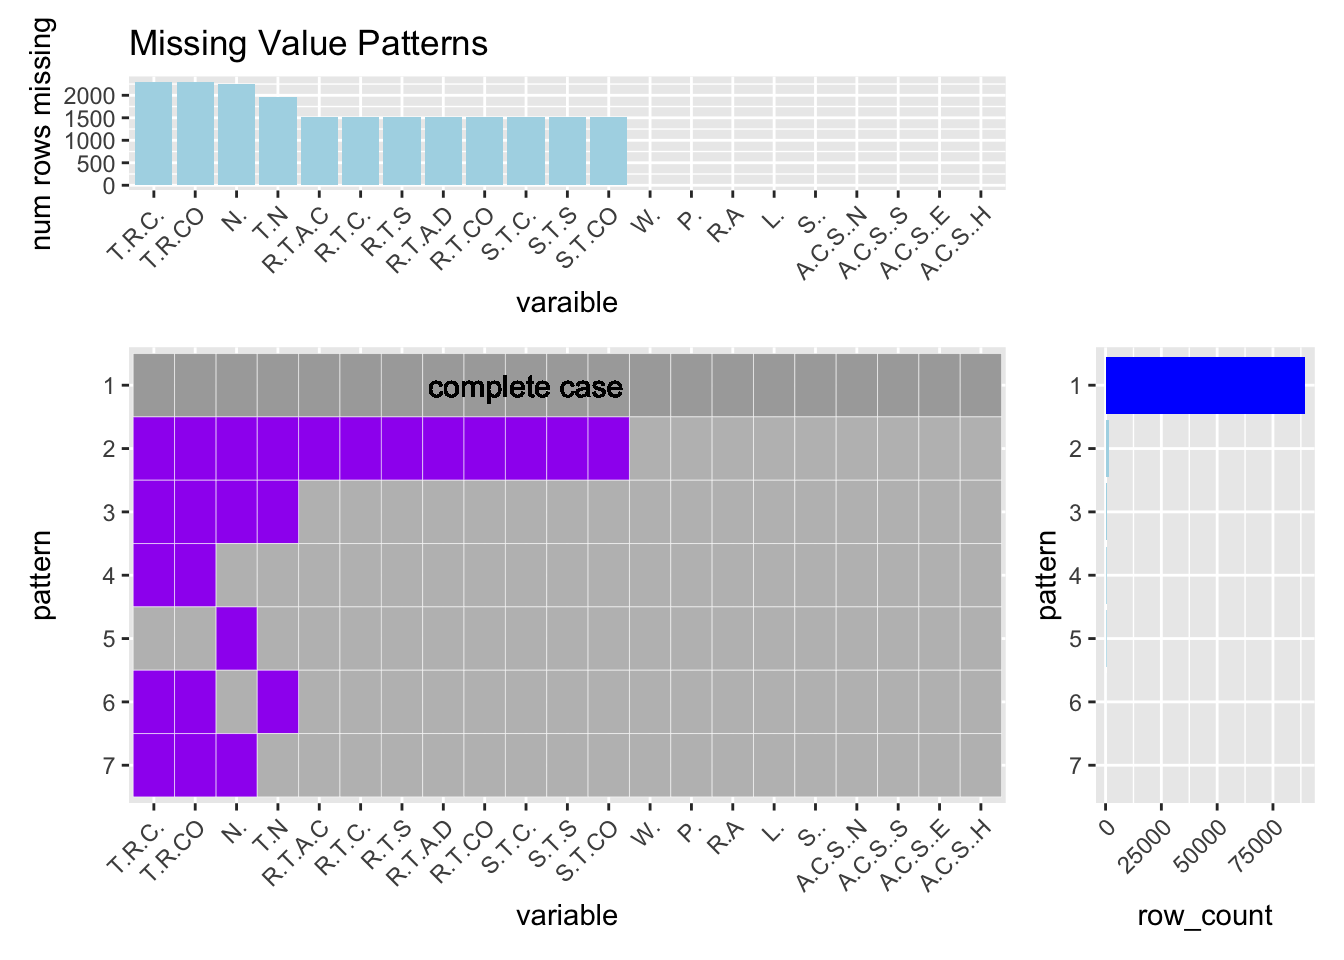 Missing Value Patterns
num rows missing
2000
1500
1000
500
0
T.R.C.
T.R.CO
N.
T.N
R.T.A.C
R.T.C.
R.T.S
R.T.A.D
R.T.CO
S.T.C.
S.T.S
S.T.CO
W.
P.
R.A
L.
S..
A.C.S..N
A.C.S..S
A.C.S..E
A.C.S..H
varaible
pattern
1
2
3
4
5
6
7
complete case
T.R.C.
T.R.CO
N.
T.N
R.T.A.C
R.T.C.
R.T.S
R.T.A.D
R.T.CO
S.T.C.
S.T.S
S.T.CO
W.
P.
R.A
L.
S..
A.C.S..N
A.C.S..S
A.C.S..E
A.C.S..H
variable
pattern
1
2
3
4
5
6
7
0
25000
50000
75000
row_count